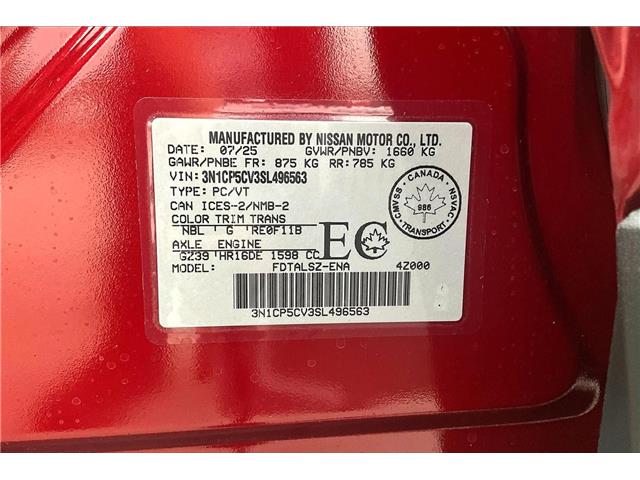 MANUFACTURED BY NISSAN MOTOR CO., LTD.
DATE: 07/25 GVWR/PNBV: 1660 KG
GAWR/PNBE FR: 875 KG RR: 785 KG
VIN: 3N1CP5CV3SL496563
TYPE: PC/VT
CAN ICES-2/NMB-2
COLOR TRIM TRANS
NBL ' G 'RE0F11B
AXLE ENGINE
GZ39 'HR16DE 1598 CC
EC
MODEL: FDTALSZ-ENA 4Z000
3N1CP5CV3SL496563
CANADA
CMVSS NSVAC
986
TRANSPORT